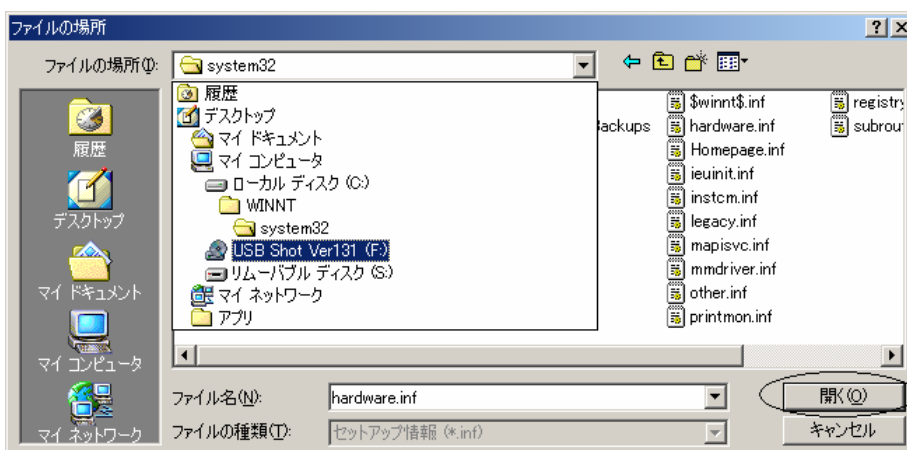 ファイルの場所
ファイルの場所(I):
system32
履歴
デスクトップ
マイ ドキュメント
マイ コンピュータ
マイ ネットワーク
履歴
デスクトップ
マイ ドキュメント
マイ コンピュータ
ローカル ディスク (C:)
WINNT
system32
USB Shot Ver131 (F:)
リムーバブル ディスク (S:)
マイ ネットワーク
アプリ
Backups
$winnt$.inf
hardware.inf
Homepage.inf
ieuinit.inf
instcm.inf
legacy.inf
mapisvc.inf
mmdriver.inf
other.inf
printmon.inf
registry
subrou
ファイル名(N):
hardware.inf
開く(O)
ファイルの種類(T):
セットアップ情報 (*.inf)
キャンセル